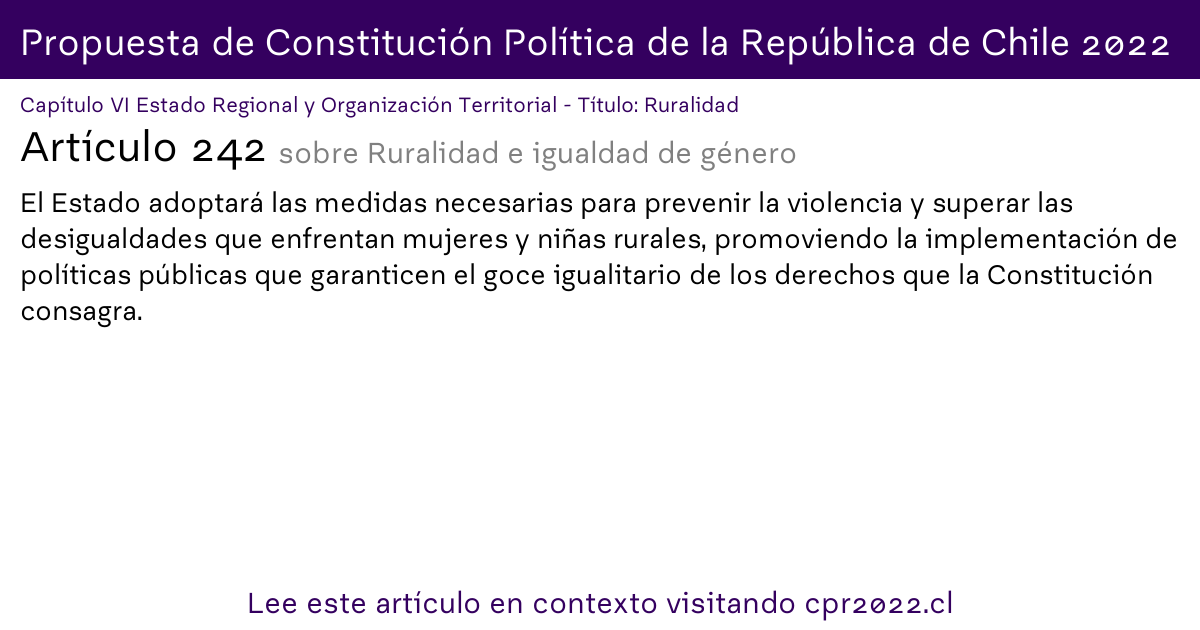 Propuesta de Constitución Política de la República de Chile 2022
Capítulo VI Estado Regional y Organización Territorial - Título: Ruralidad
Artículo 242 sobre Ruralidad e igualdad de género
El Estado adoptará las medidas necesarias para prevenir la violencia y superar las
desigualdades que enfrentan mujeres y niñas rurales, promoviendo la implementación de
políticas públicas que garanticen el goce igualitario de los derechos que la Constitución
consagra.
Lee este artículo en contexto visitando cpr2022.cl